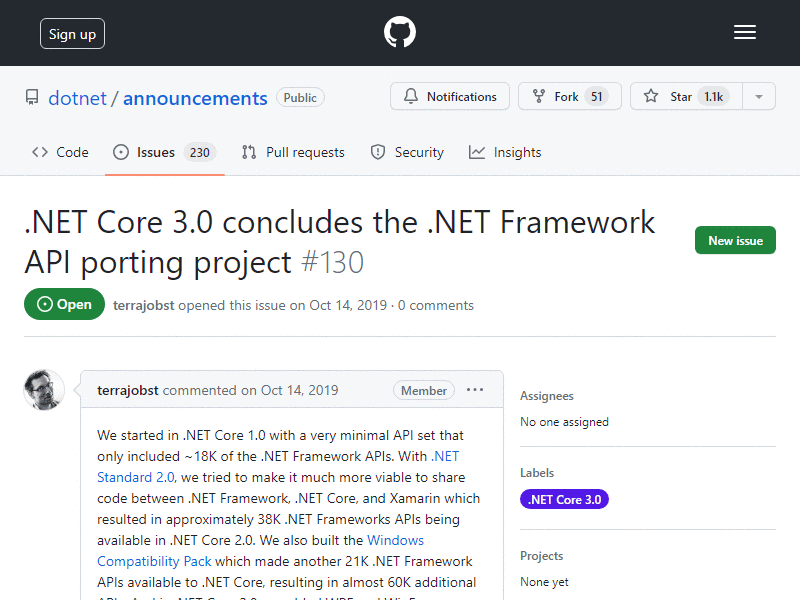 Sign up
dotnet / announcements Public
Notifications
Fork 51
Star 1.1k
Code
Issues 230
Pull requests
Security
Insights
.NET Core 3.0 concludes the .NET Framework
API porting project #130
New issue
Open
terrajobst opened this issue on Oct 14, 2019 · 0 comments
terrajobst commented on Oct 14, 2019
Member
We started in .NET Core 1.0 with a very minimal API set that
only included ~18K of the .NET Framework APIs. With .NET
Standard 2.0, we tried to make it much more viable to share
code between .NET Framework, .NET Core, and Xamarin which
resulted in approximately 38K .NET Frameworks APIs being
available in .NET Core 2.0. We also built the Windows
Compatibility Pack which made another 21K .NET Framework
APIs available to .NET Core, resulting in almost 60K additional
Assignees
No one assigned
Labels
.NET Core 3.0
Projects
None yet